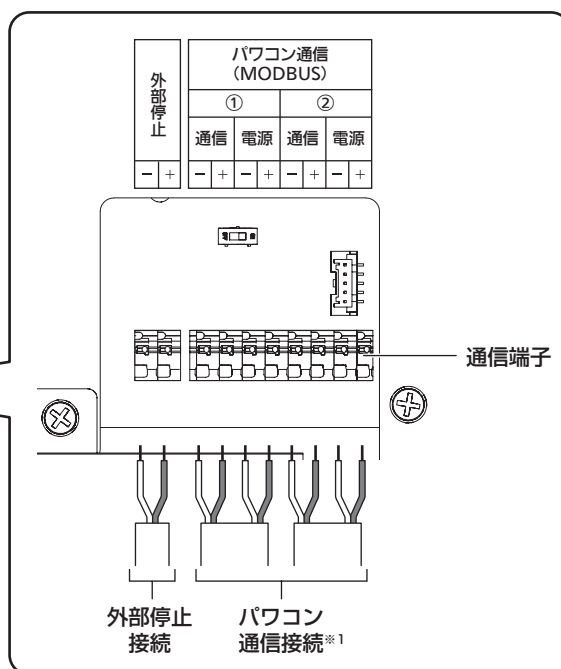 外部停止
パワコン通信
(MODBUS)
① ②
通信 電源 通信 電源
− + − + − + − + − +
通信端子
外部停止
接続
パワコン
通信接続※1